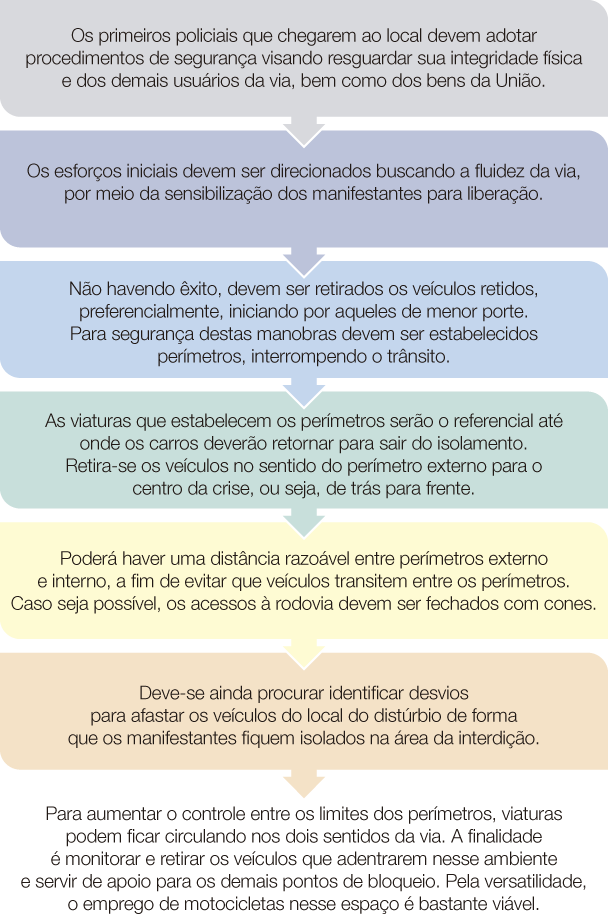 Os primeiros policiais que chegarem ao local devem adotar
procedimentos de segurança visando resguardar sua integridade física
e dos demais usuários da via, bem como dos bens da União.
Os esforços iniciais devem ser direcionados buscando a fluidez da via,
por meio da sensibilização dos manifestantes para liberação.
Não havendo êxito, devem ser retirados os veículos retidos,
preferencialmente, iniciando por aqueles de menor porte.
Para segurança destas manobras devem ser estabelecidos
perímetros, interrompendo o trânsito.
As viaturas que estabelecem os perímetros serão o referencial até
onde os carros deverão retornar para sair do isolamento.
Retira-se os veículos no sentido do perímetro externo para o
centro da crise, ou seja, de trás para frente.
Poderá haver uma distância razoável entre perímetros externo
e interno, a fim de evitar que veículos transitem entre os perímetros.
Caso seja possível, os acessos à rodovia devem ser fechados com cones.
Deve-se ainda procurar identificar desvios
para afastar os veículos do local do distúrbio de forma
que os manifestantes fiquem isolados na área da interdição.
Para aumentar o controle entre os limites dos perímetros, viaturas
podem ficar circulando nos dois sentidos da via. A finalidade
é monitorar e retirar os veículos que adentrarem nesse ambiente
e servir de apoio para os demais pontos de bloqueio. Pela versatilidade,
o emprego de motocicletas nesse espaço é bastante viável.